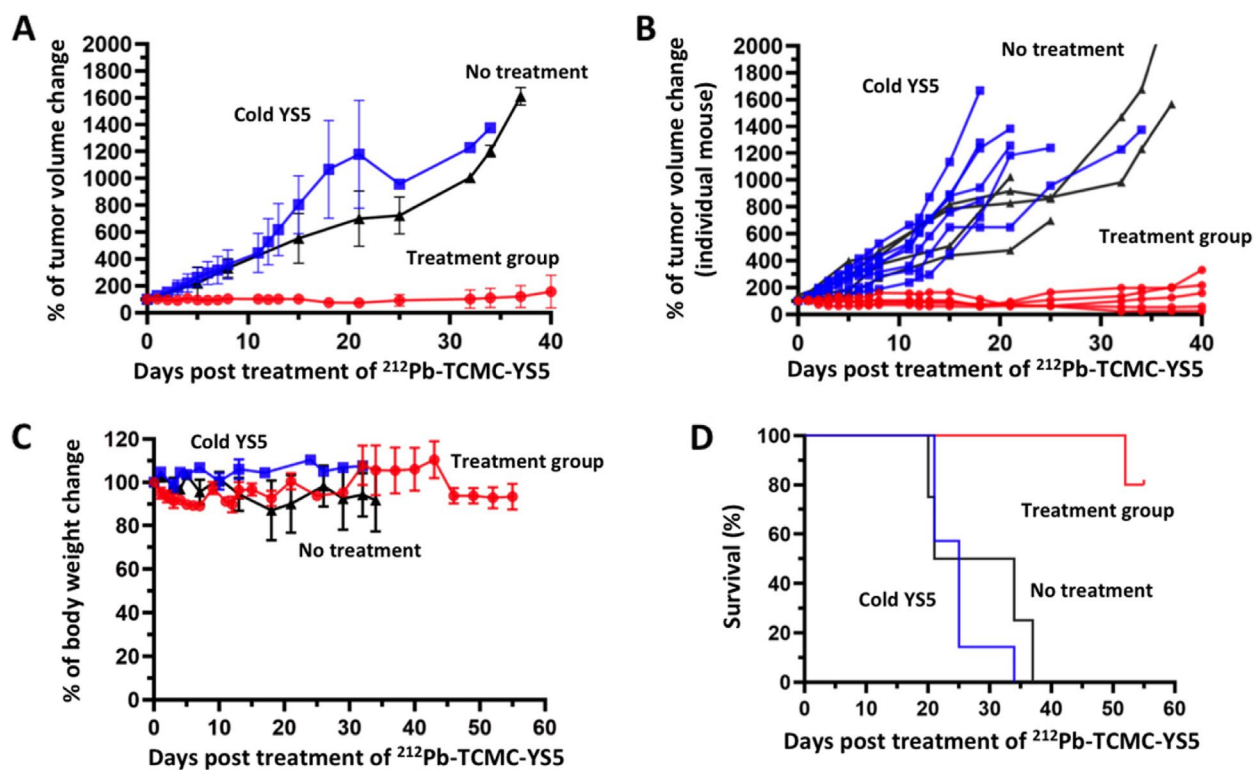 A
% of tumor volume change
2000
1800
1600
1400
1200
1000
800
600
400
200
0
No treatment
Cold YS5
Treatment group
0 10 20 30 40
Days post treatment of ²¹²Pb-TCMC-YS5
B
% of tumor volume change
(individual mouse)
2000
1800
1600
1400
1200
1000
800
600
400
200
0
No treatment
Cold YS5
Treatment group
0 10 20 30 40
Days post treatment of ²¹²Pb-TCMC-YS5
C
% of body weight change
120
100
80
60
40
20
0
Cold YS5
Treatment group
No treatment
0 10 20 30 40 50 60
Days post treatment of ²¹²Pb-TCMC-YS5
D
Survival (%)
100
80
60
40
20
0
Treatment group
Cold YS5
No treatment
0 10 20 30 40 50 60
Days post treatment of ²¹²Pb-TCMC-YS5